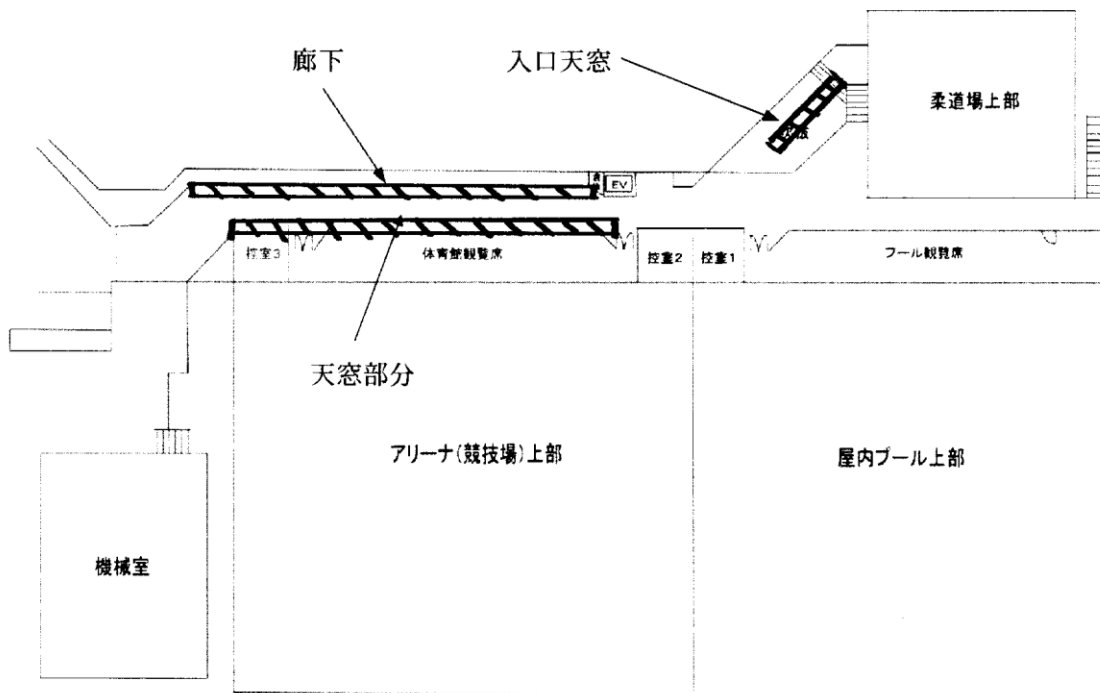 廊下
入口天窓
柔道場上部
EV
控室3
体育館観覧席
控室2
控室1
フール観覧席
天窓部分
アリーナ(競技場)上部
屋内プール上部
機械室